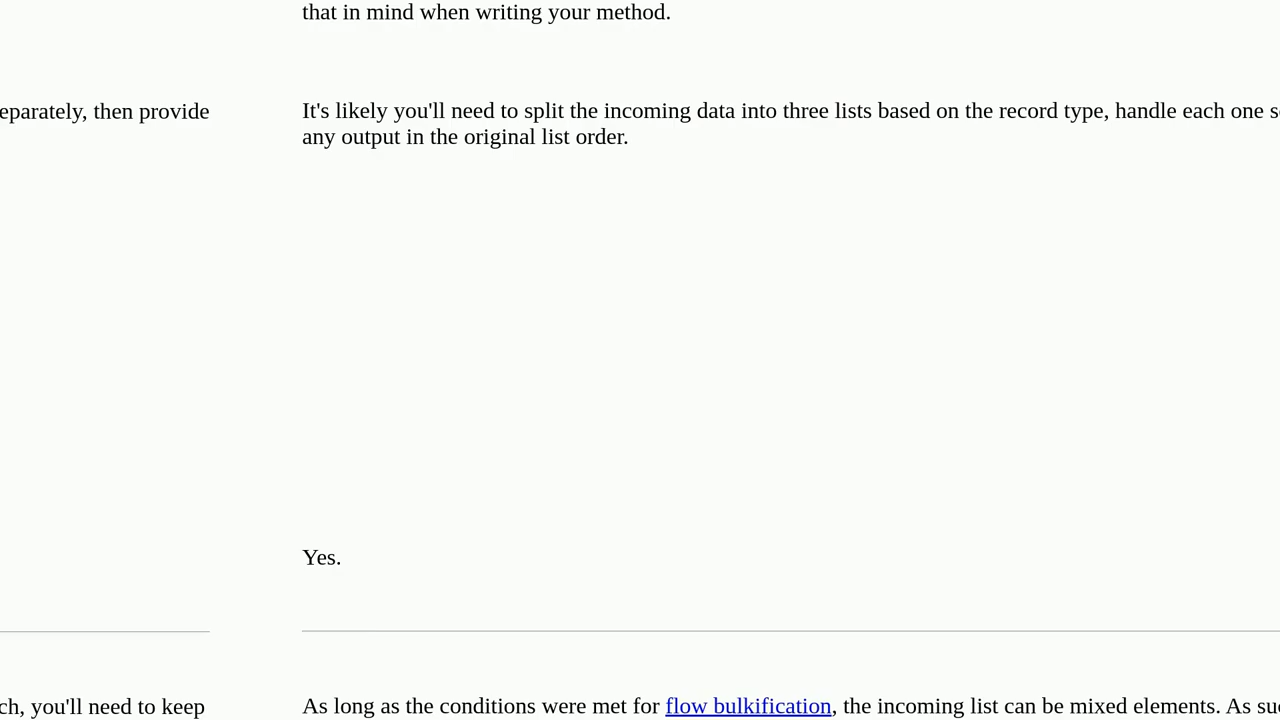 that in mind when writing your method.
eparately, then provide
It's likely you'll need to split the incoming data into three lists based on the record type, handle each one s
any output in the original list order.
Yes.
ch, you'll need to keep
As long as the conditions were met for flow bulkification, the incoming list can be mixed elements. As su